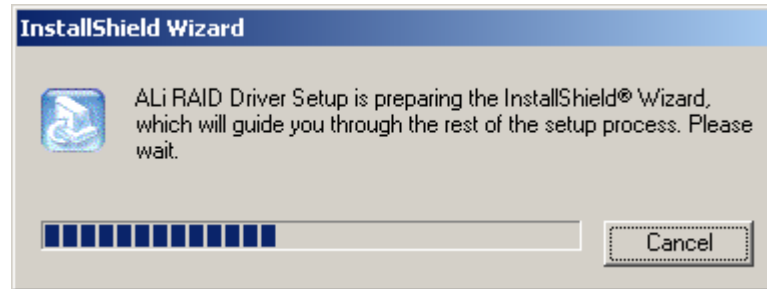 InstallShield Wizard
ALi RAID Driver Setup is preparing the InstallShield® Wizard,
which will guide you through the rest of the setup process. Please
wait.
Cancel